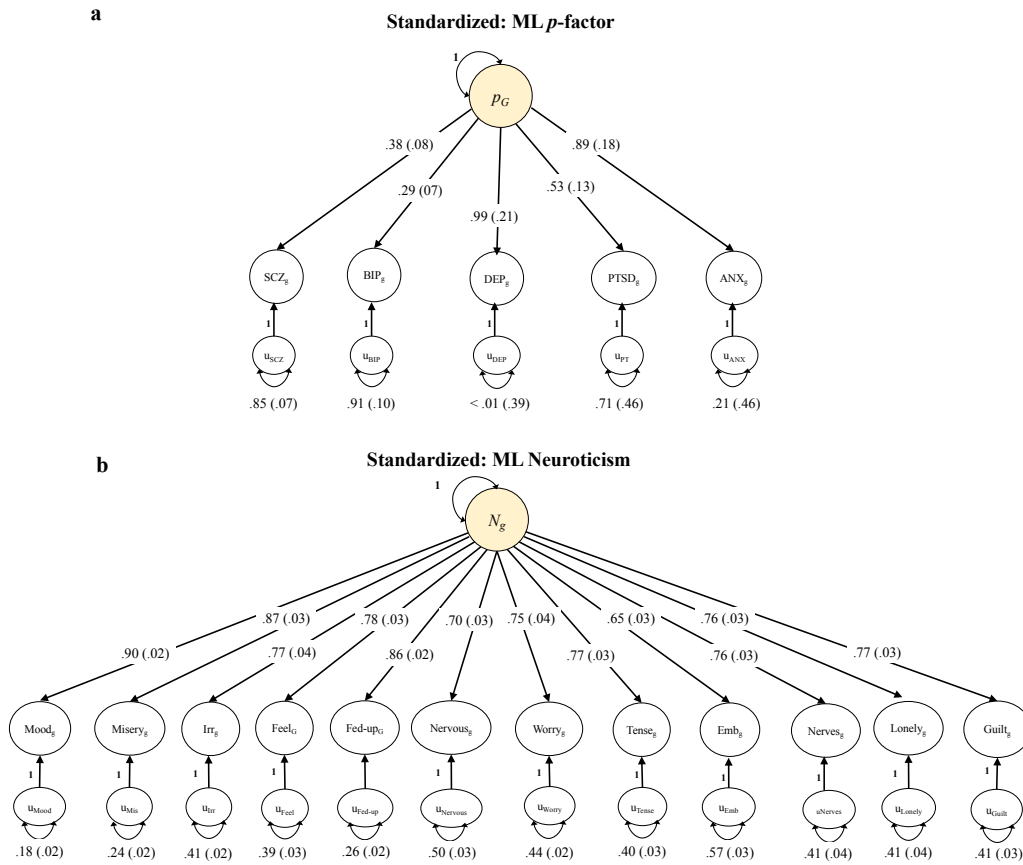 a
Standardized: ML p-factor
1
pG
.38 (.08)
.89 (.18)
.29 (07)
.53 (.13)
.99 (.21)
SCZg BIPg DEPg PTSDg ANXg
1 1 1 1 1
uSCZ uBIP uDEP uPT uANX
.85 (.07) .91 (.10) < .01 (.39) .71 (.46) .21 (.46)
b
Standardized: ML Neuroticism
1
Ng
.87 (.03) .78 (.03) .70 (.03) .75 (.04) .65 (.03) .76 (.03)
.90 (.02) .77 (.04) .86 (.02) .77 (.03) .76 (.03) .77 (.03)
Moodg Miseryg Irrg FeelG Fed-upG Nervousg Worryg Tenseg Embg Nervesg Lonelyg Guiltg
1 1 1 1 1 1 1 1 1 1 1
uMood uMis uIrr uFeel uFed-up uNervous uWorry uTense uEmb uNerves uLonely uGuilt
.18 (.02) .24 (.02) .41 (.02) .39 (.03) .26 (.02) .50 (.03) .44 (.02) .40 (.03) .57 (.03) .41 (.04) .41 (.04) .41 (.03)